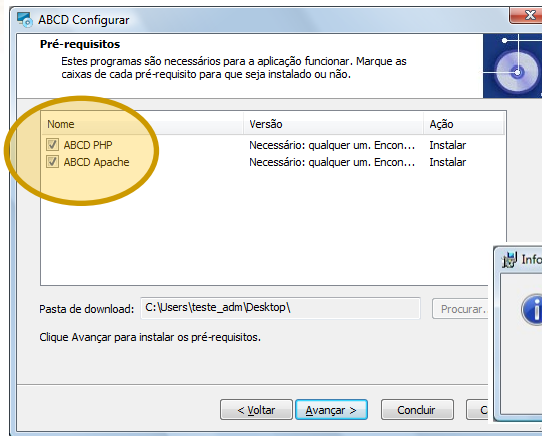 ABCD Configurar
Pré-requisitos
Estes programas são necessários para a aplicação funcionar. Marque as
caixas de cada pré-requisito para que seja instalado ou não.
Nome Versão Ação
ABCD PHP Necessário: qualquer um. Encon... Instalar
ABCD Apache Necessário: qualquer um. Encon... Instalar
Pasta de download: C:\Users\teste_adm\Desktop\ Procurar.
Clique Avançar para instalar os pré-requisitos.
< Voltar Avançar > Concluir C
Info